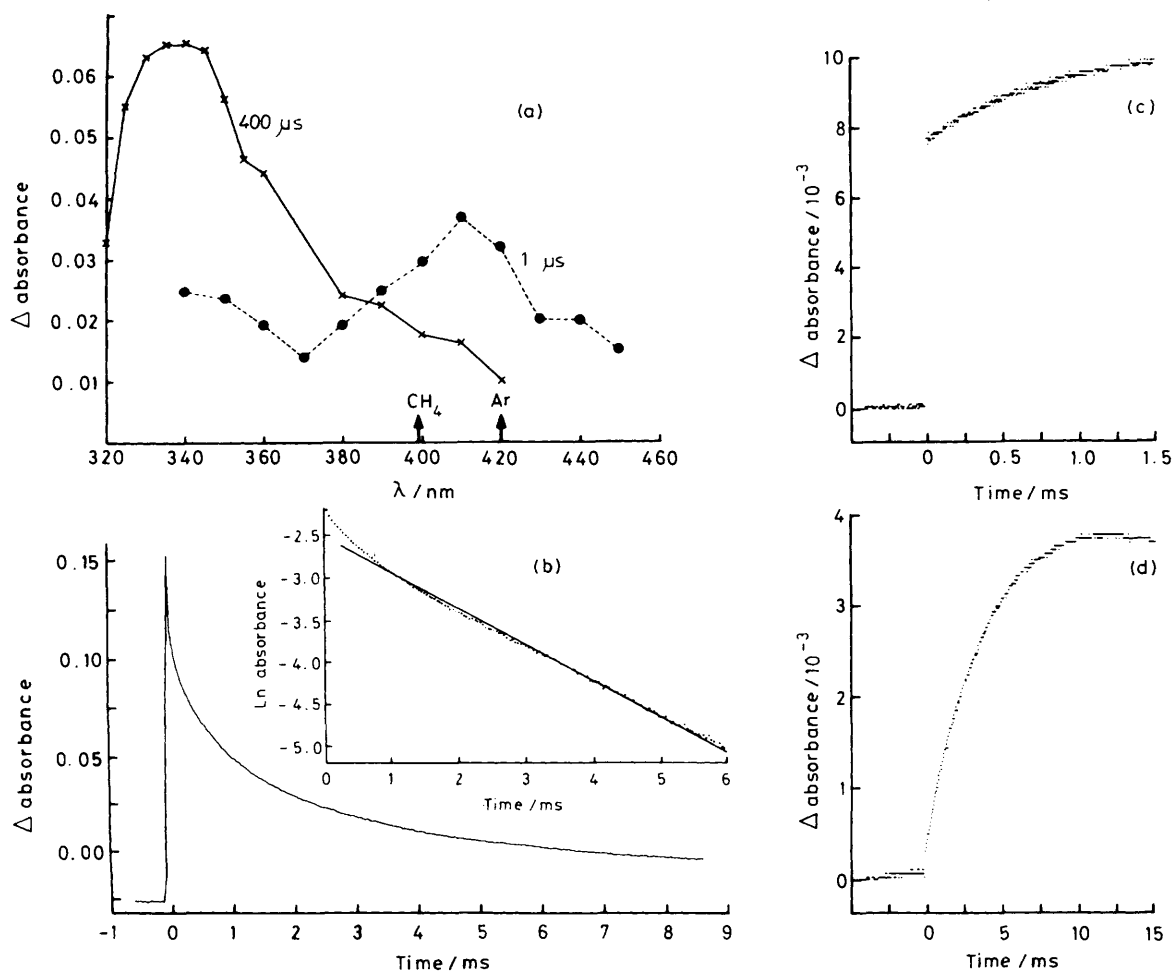 (a)
Δ absorbance
0.06
0.05
0.04
0.03
0.02
0.01
400 μs
1 μs
CH4
Ar
320 340 360 380 400 420 440 460
λ / nm
(b)
Δ absorbance
0.15
0.10
0.05
0.00
-1 0 1 2 3 4 5 6 7 8 9
Time / ms
Ln absorbance
-2.5
-3.0
-3.5
-4.0
-4.5
-5.0
0 1 2 3 4 5 6
Time / ms
(c)
Δ absorbance / 10⁻³
10
8
6
4
2
0
0 0.5 1.0 1.5
Time / ms
(d)
Δ absorbance / 10⁻³
4
3
2
1
0
0 5 10 15
Time / ms